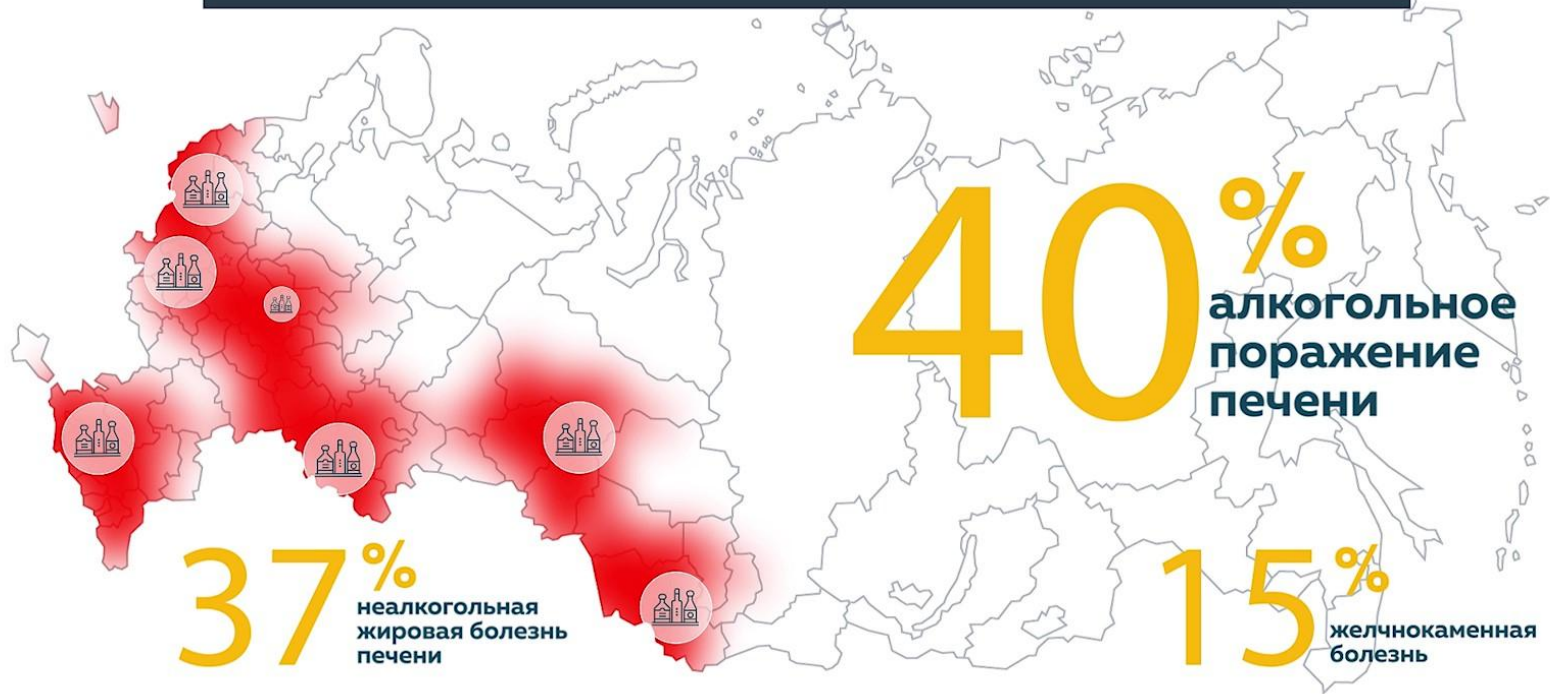 40%
алкогольное
поражение
печени
37%
неалкогольная
жировая болезнь
печени
15%
желчнокаменная
болезнь